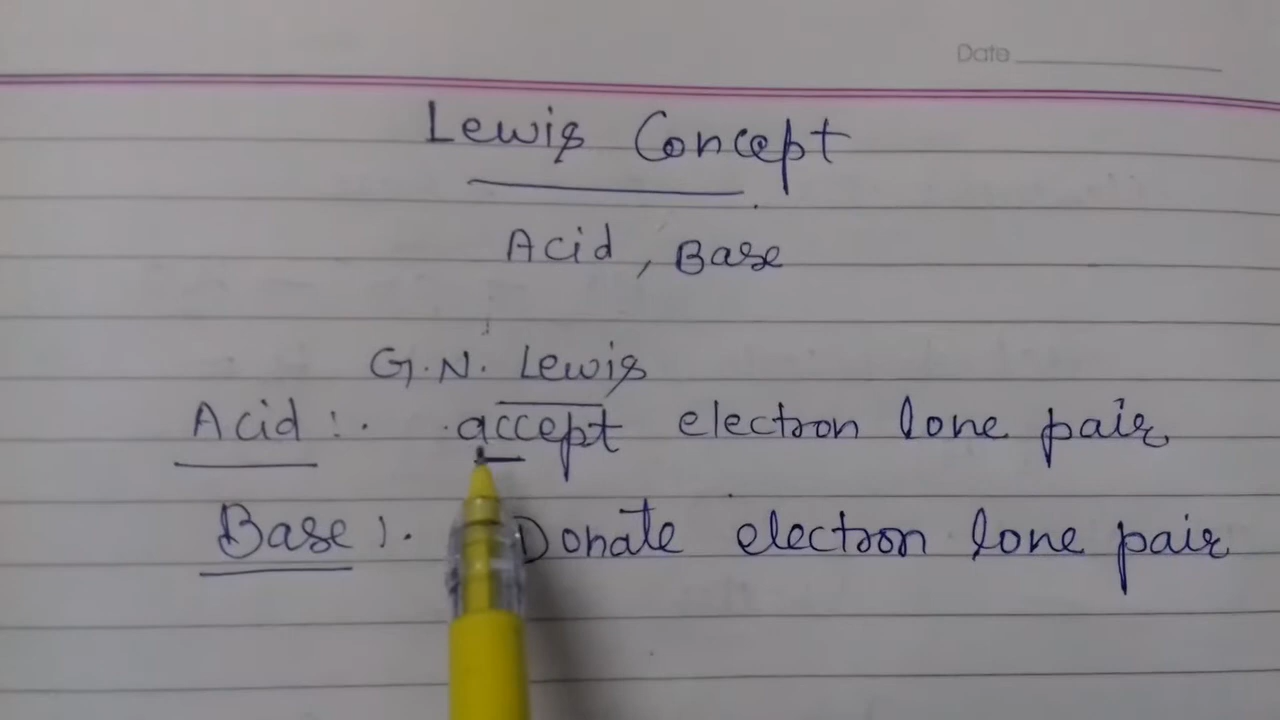 Date
Lewis Concept
Acid, Base
G.N. Lewis
Acid :. accept electron lone pair
Base :. Donate electron lone pair